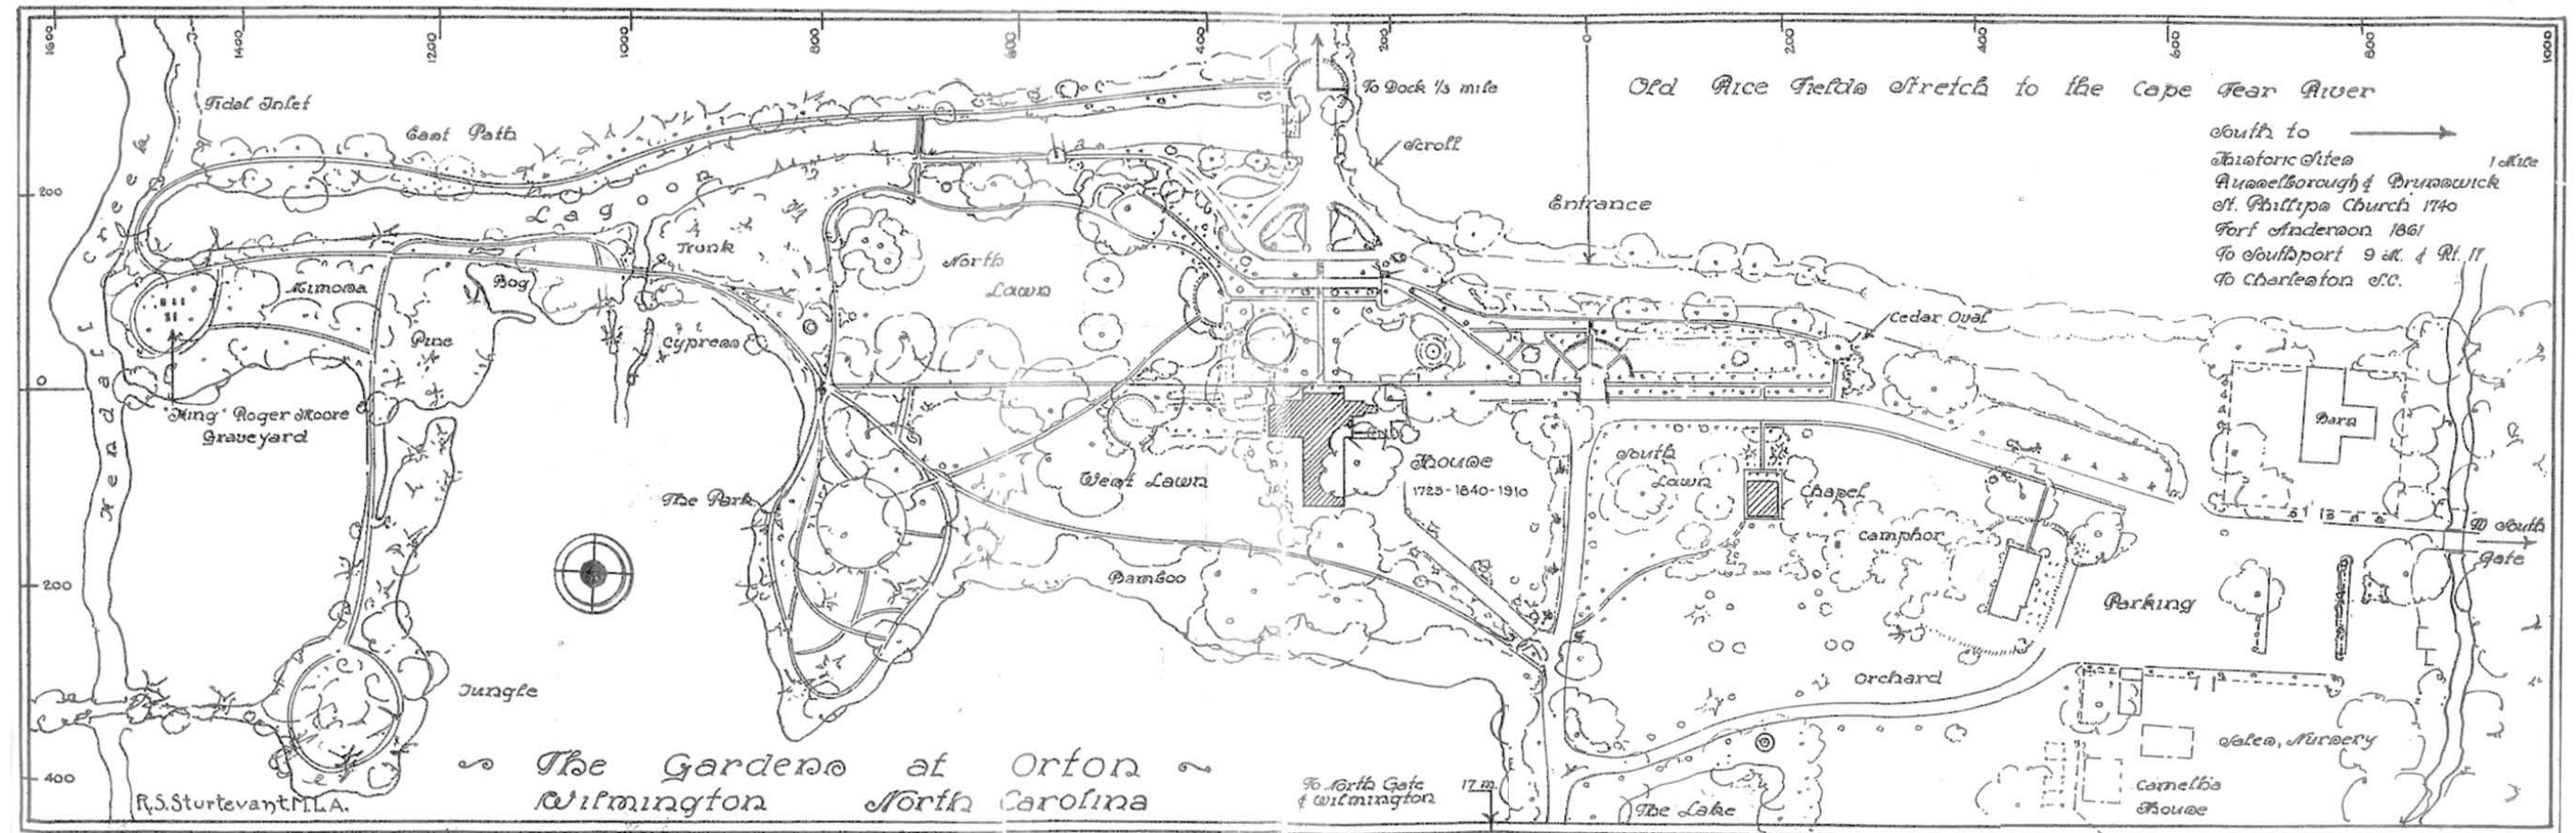 1600
1400
1200
1000
800
600
400
200
0
200
400
600
800
1000
200
0
200
400
Tidal Inlet
East Path
Kendall Creek
Lagoon
To Dock 1/3 mile
Scroll
Old Rice Fields Stretch to the Cape Fear River
South to
Historic Sites 1 Mile
Russelborough & Brunswick
St. Phillips Church 1740
Fort Anderson 1861
To Southport 9 M. & Rt. 17
To Charleston S.C.
Entrance
Trunk
North
Lawn
Mimosa
Bog
Pine
Cypress
Cedar Oval
"King" Roger Moore
Graveyard
Barn
The Park
West Lawn
House
1725-1840-1910
South
Lawn
Chapel
Camphor
To South
Gate
Bamboo
Parking
Jungle
Orchard
Sales, Nursery
Camellia
House
The Lake
To North Gate 17 m.
& Wilmington
The Gardens at Orton
Wilmington North Carolina
R.S. Sturtevant M.L.A.